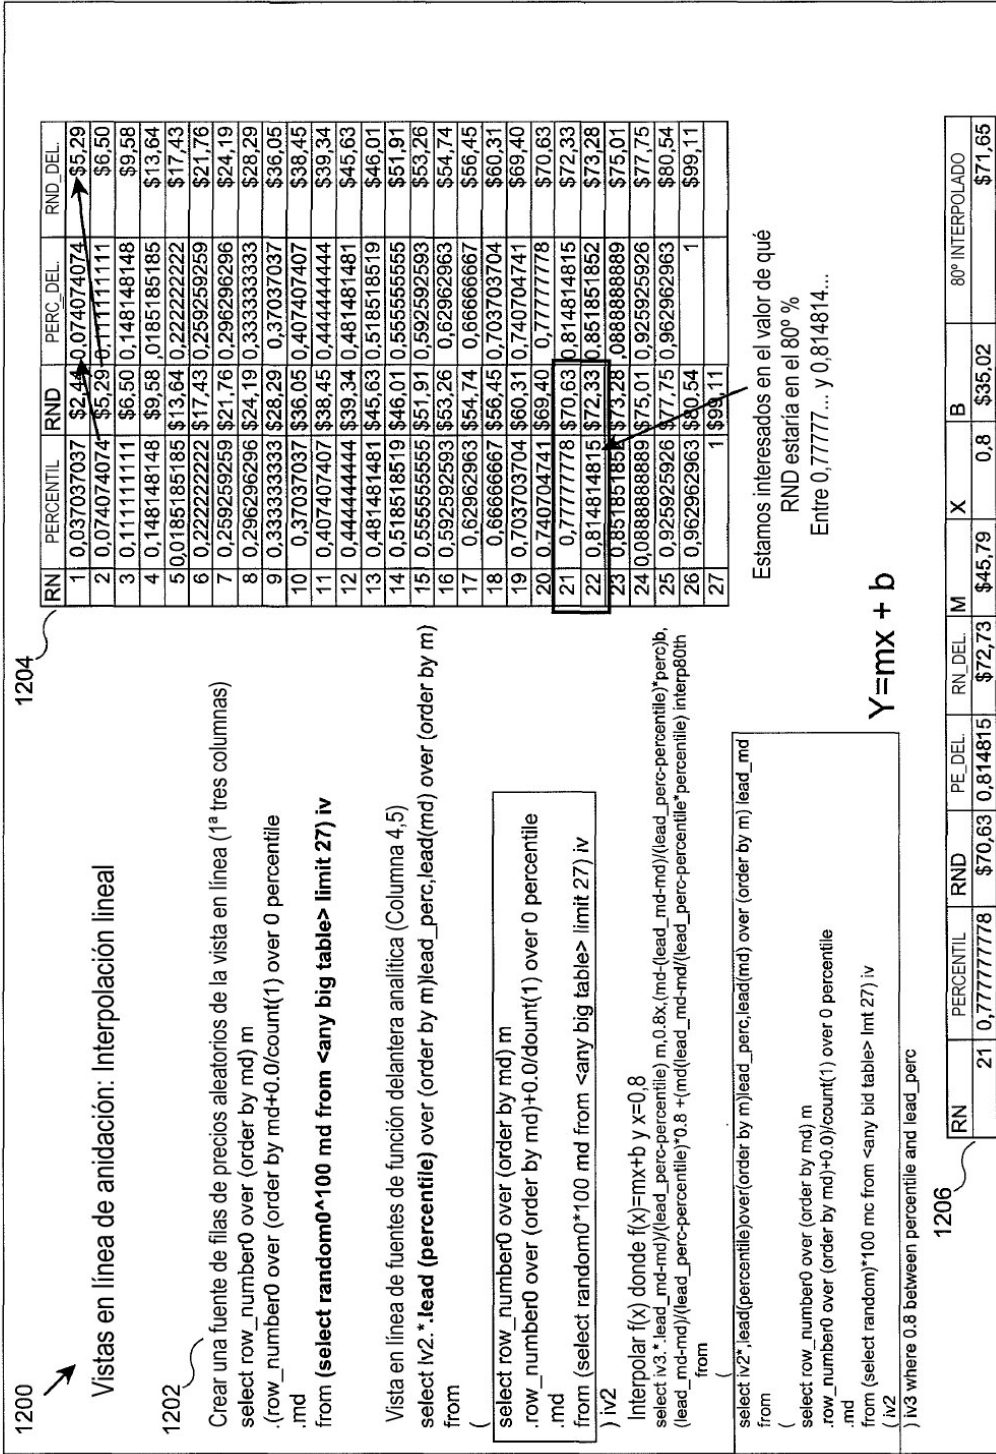 1200
Vistas en línea de anidación: Interpolación lineal
1202
Crear una fuente de filas de precios aleatorios de la vista en línea (1ª tres columnas)
select row_number0 over (order by md) m
.(row_number0 over (order by md+0.0/count(1) over 0 percentile
.md
from (select random0^100 md from <any big table> limit 27) iv
Vista en línea de fuentes de función delantera analítica (Columna 4,5)
select Iv2.*.lead (percentile) over (order by m)lead_perc,lead(md) over (order by m)
from
(
select row_number0 over (order by md) m
.row_number0 over (order by md)+0.0/dount(1) over 0 percentile
.md
from (select random0*100 md from <any big table> limit 27) iv
) iv2
Interpolar f(x) donde f(x)=mx+b y x=0,8
select iv3.*.lead_md-md)/(lead_perc-percentile) m,0.8x,(md-(lead_md-md)/(lead_perc-percentile)*perc)b,
(lead_md-md)/(lead_perc-percentile)*0.8 +(md(lead_md-md/(lead_perc-percentile*percentile) interp80th
from
(
select iv2*,lead(percentile)over(order by m)lead_perc,lead(md) over (order by m) lead_md
from
(
select row_number0 over (order by md) m
.row_number0 over (order by md)+0.0)/count(1) over 0 percentile
.md
from (select random)*100 mc from <any bid table> lmt 27) iv
( iv2
) iv3 where 0.8 between percentile and lead_perc
Y=mx + b
1204
RN PERCENTIL RND PERC_DEL. RND_DEL.
1 0,037037037 $2,44 0,074074074 $5,29
2 0,074074074 $5,29 0,111111111 $6,50
3 0,111111111 $6,50 0,148148148 $9,58
4 0,148148148 $9,58 ,0185185185 $13,64
5 0,0185185185 $13,64 0,222222222 $17,43
6 0,222222222 $17,43 0,259259259 $21,76
7 0,259259259 $21,76 0,296296296 $24,19
8 0,296296296 $24,19 0,333333333 $28,29
9 0,333333333 $28,29 0,37037037 $36,05
10 0,37037037 $36,05 0,407407407 $38,45
11 0,407407407 $38,45 0,444444444 $39,34
12 0,444444444 $39,34 0,481481481 $45,63
13 0,481481481 $45,63 0,518518519 $46,01
14 0,518518519 $46,01 0,555555555 $51,91
15 0,555555555 $51,91 0,592592593 $53,26
16 0,592592593 $53,26 0,62962963 $54,74
17 0,62962963 $54,74 0,66666667 $56,45
18 0,66666667 $56,45 0,703703704 $60,31
19 0,703703704 $60,31 0,740704741 $69,40
20 0,740704741 $69,40 0,77777778 $70,63
21 0,77777778 $70,63 0,814814815 $72,33
22 0,814814815 $72,33 0,851851852 $73,28
23 0,851851852 $73,28 ,0888888889 $75,01
24 0,0888888889 $75,01 0,925925926 $77,75
25 0,925925926 $77,75 0,962962963 $80,54
26 0,962962963 $80,54 1 $99,11
27 1 $99,11
Estamos interesados en el valor de qué
RND estaría en el 80º %
Entre 0,77777... y 0,814814...
1206
RN PERCENTIL RND PE_DEL. RN_DEL. M X B 80º INTERPOLADO
21 0,7777777778 $70,63 0,814815 $72,73 $45,79 0,8 $35,02 $71,65